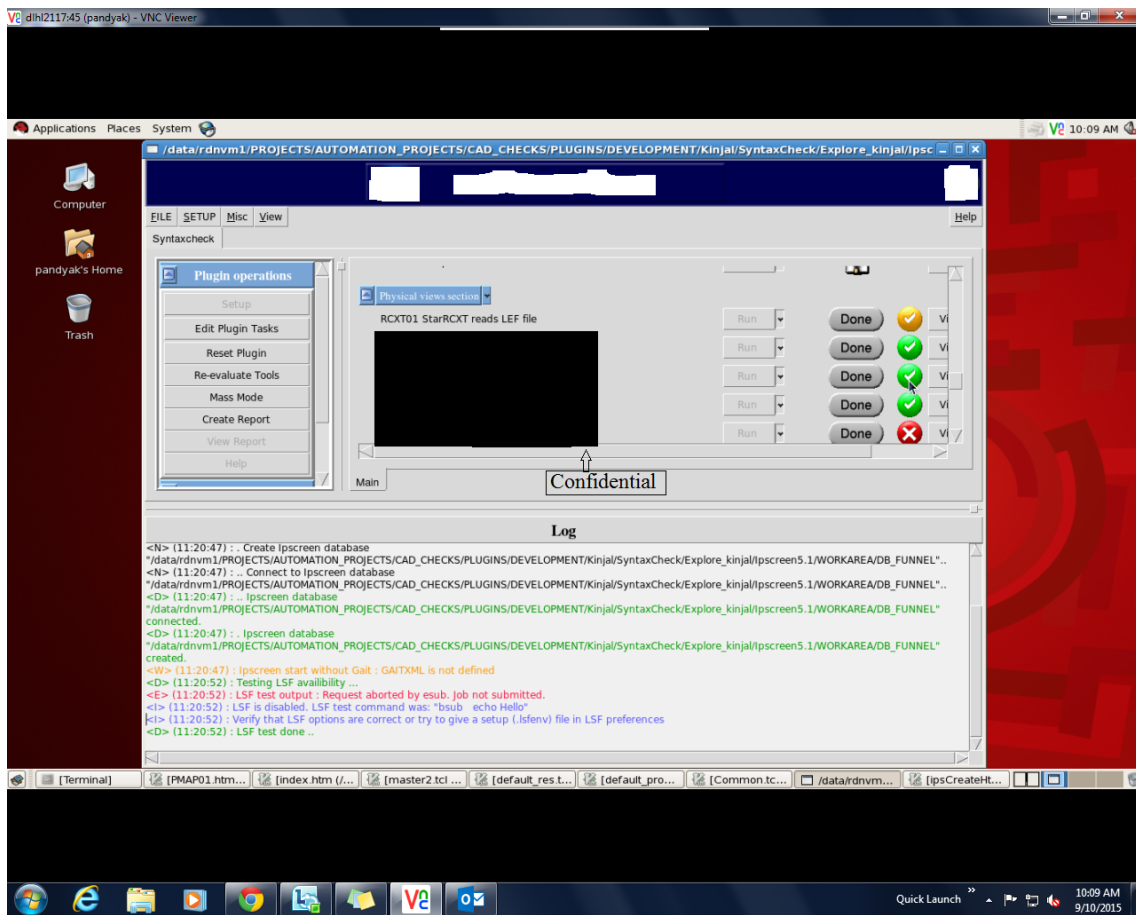 dlhl2117:45 (pandyak) - VNC Viewer
Applications Places System
10:09 AM
/data/rdnvm1/PROJECTS/AUTOMATION_PROJECTS/CAD_CHECKS/PLUGINS/DEVELOPMENT/Kinjal/SyntaxCheck/Explore_kinjal/Ipsc
Computer
pandyak's Home
Trash
FILE SETUP Misc View Help
Syntaxcheck
Plugin operations
Setup
Edit Plugin Tasks
Reset Plugin
Re-evaluate Tools
Mass Mode
Create Report
View Report
Help
Physical views section
RCXT01 StarRCXT reads LEF file Run Done Vi
Run Done Vi
Run Done Vi
Run Done Vi
Run Done Vi
Main
Confidential
Log
<N> (11:20:47) : . Create Ipscreen database
"/data/rdnvm1/PROJECTS/AUTOMATION_PROJECTS/CAD_CHECKS/PLUGINS/DEVELOPMENT/Kinjal/SyntaxCheck/Explore_kinjal/Ipscreen5.1/WORKAREA/DB_FUNNEL"..
<N> (11:20:47) : .. Connect to Ipscreen database
"/data/rdnvm1/PROJECTS/AUTOMATION_PROJECTS/CAD_CHECKS/PLUGINS/DEVELOPMENT/Kinjal/SyntaxCheck/Explore_kinjal/Ipscreen5.1/WORKAREA/DB_FUNNEL"..
<D> (11:20:47) : .. Ipscreen database
"/data/rdnvm1/PROJECTS/AUTOMATION_PROJECTS/CAD_CHECKS/PLUGINS/DEVELOPMENT/Kinjal/SyntaxCheck/Explore_kinjal/Ipscreen5.1/WORKAREA/DB_FUNNEL"
connected.
<D> (11:20:47) : . Ipscreen database
"/data/rdnvm1/PROJECTS/AUTOMATION_PROJECTS/CAD_CHECKS/PLUGINS/DEVELOPMENT/Kinjal/SyntaxCheck/Explore_kinjal/Ipscreen5.1/WORKAREA/DB_FUNNEL"
created.
<W> (11:20:47) : Ipscreen start without Gait : GAITXML is not defined
<D> (11:20:52) : Testing LSF availibility ...
<E> (11:20:52) : LSF test output : Request aborted by esub. Job not submitted.
<I> (11:20:52) : LSF is disabled. LSF test command was: "bsub   echo Hello"
<I> (11:20:52) : Verify that LSF options are correct or try to give a setup (.lsfenv) file in LSF preferences
<D> (11:20:52) : LSF test done ..
[Terminal] [PMAP01.htm... [index.htm (/... [master2.tcl ... [default_res.t... [default_pro... [Common.tc... /data/rdnvm... [ipsCreateHt...
Quick Launch
10:09 AM
9/10/2015